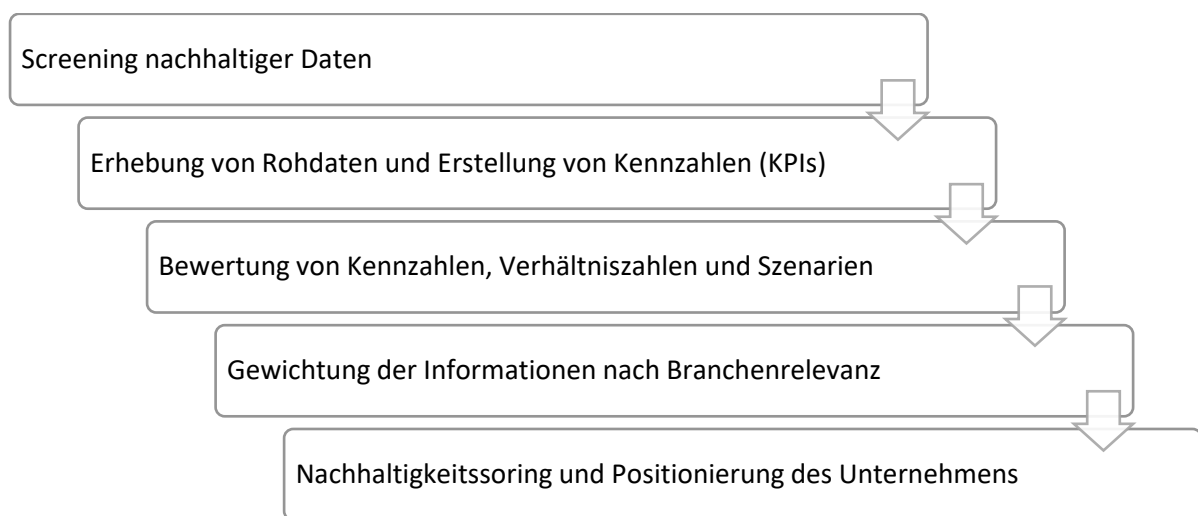 Screening nachhaltiger Daten
Erhebung von Rohdaten und Erstellung von Kennzahlen (KPIs)
Bewertung von Kennzahlen, Verhältniszahlen und Szenarien
Gewichtung der Informationen nach Branchenrelevanz
Nachhaltigkeitssoring und Positionierung des Unternehmens